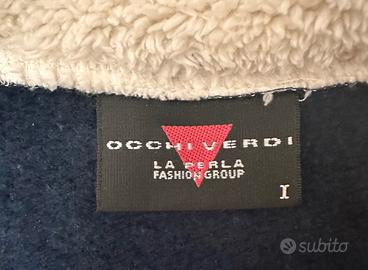 OCCHI VERDI
LA PERLA
FASHION GROUP
I
subito